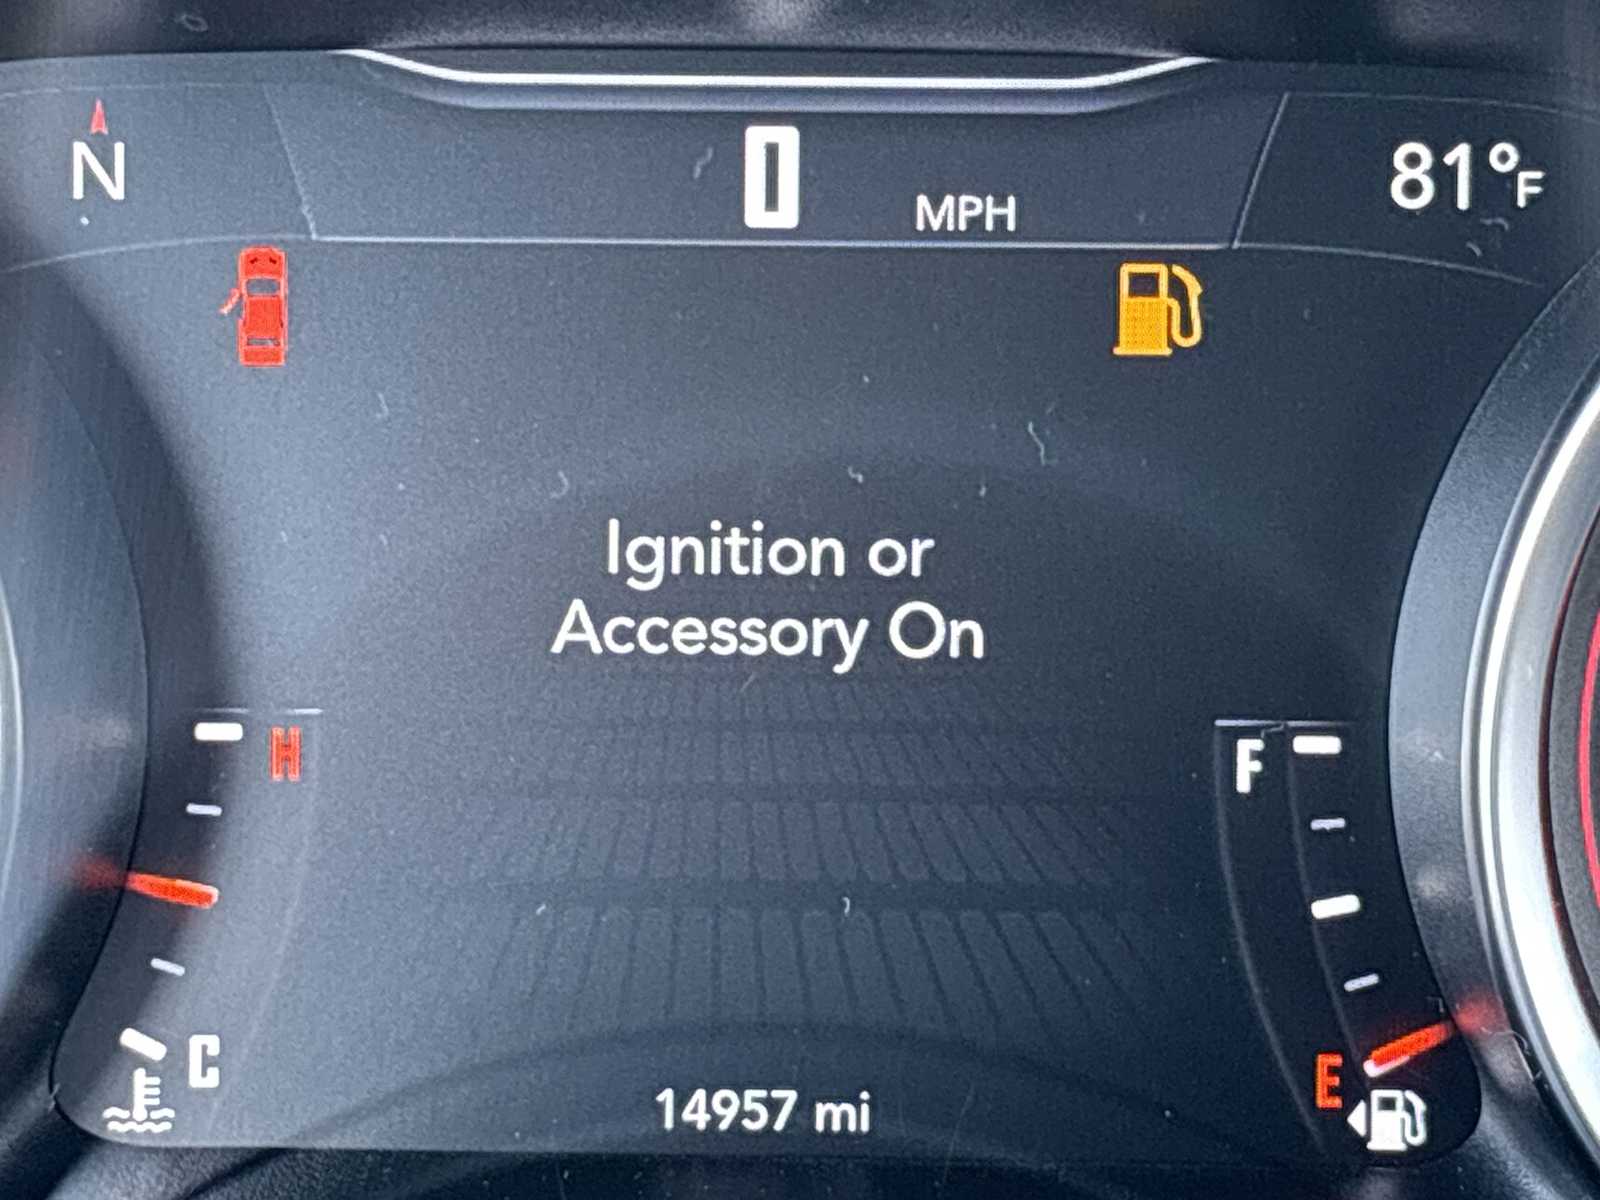 N
0 MPH
81°F
Ignition or
Accessory On
H
F
C
E
14957 mi